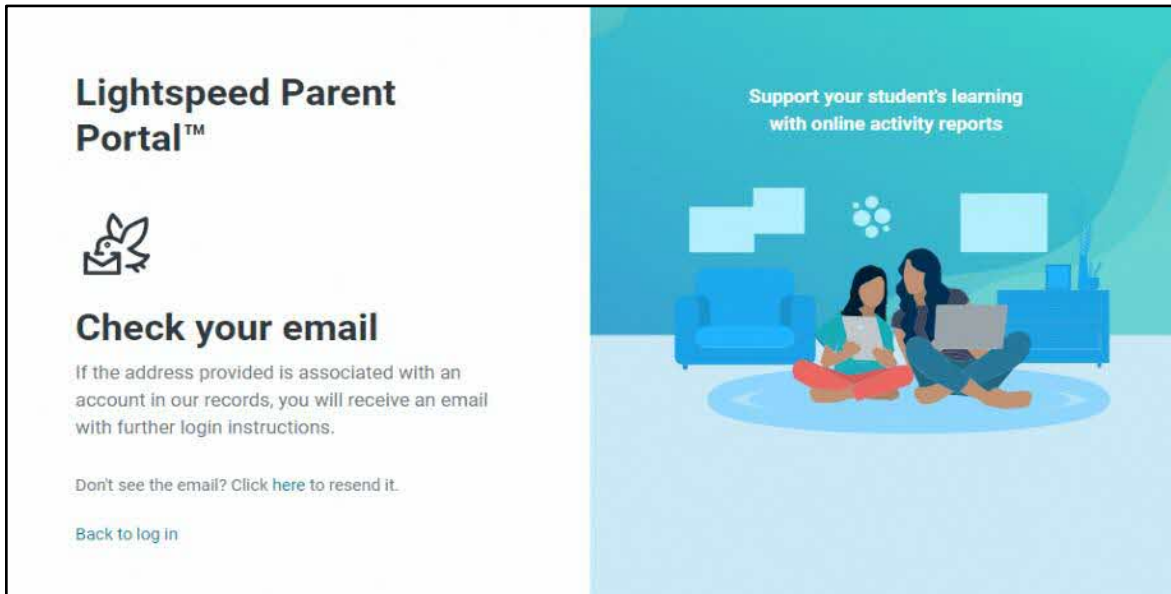 Lightspeed Parent
Portal™
Check your email
If the address provided is associated with an
account in our records, you will receive an email
with further login instructions.
Don't see the email? Click here to resend it.
Back to log in
Support your student's learning
with online activity reports